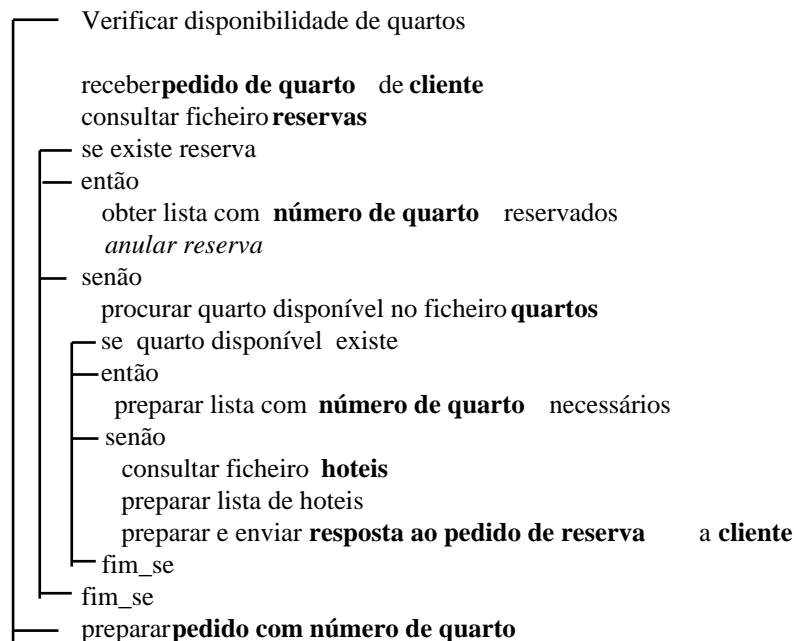 Verificar disponibilidade de quartos
receber pedido de quarto de cliente
consultar ficheiro reservas
se existe reserva
então
obter lista com número de quarto reservados
anular reserva
senão
procurar quarto disponível no ficheiro quartos
se quarto disponível existe
então
preparar lista com número de quarto necessários
senão
consultar ficheiro hoteis
preparar lista de hoteis
preparar e enviar resposta ao pedido de reserva a cliente
fim_se
fim_se
preparar pedido com número de quarto